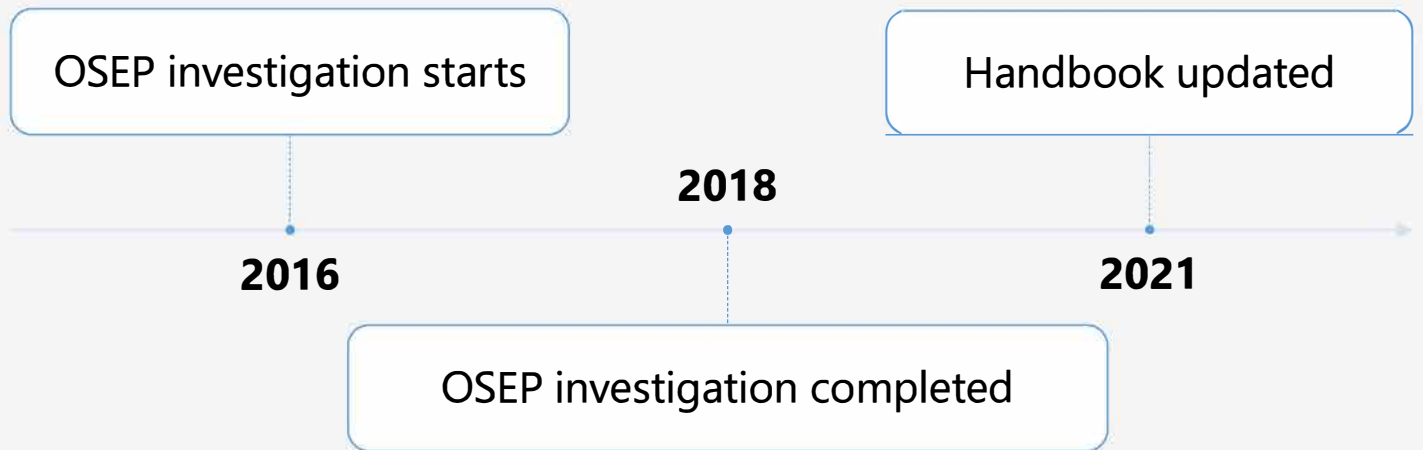 OSEP investigation starts
Handbook updated
2018
2016
2021
OSEP investigation completed